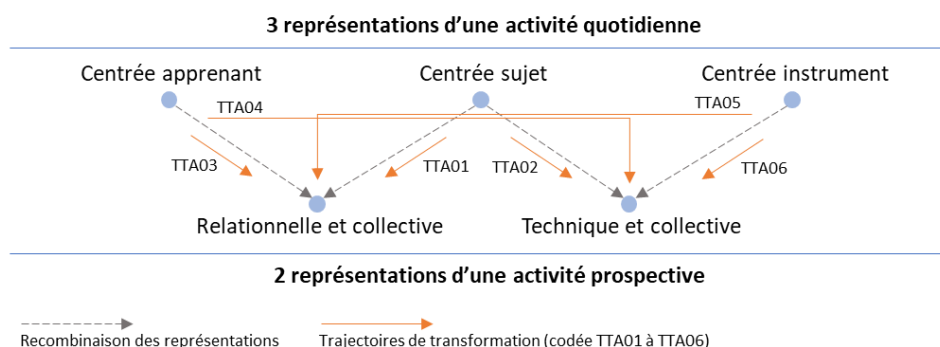 3 représentations d’une activité quotidienne
Centrée apprenant
Centrée sujet
Centrée instrument
TTA04
TTA05
TTA03
TTA01
TTA02
TTA06
Relationnelle et collective
Technique et collective
2 représentations d’une activité prospective
Recombinaison des représentations
Trajectoires de transformation (codée TTA01 à TTA06)